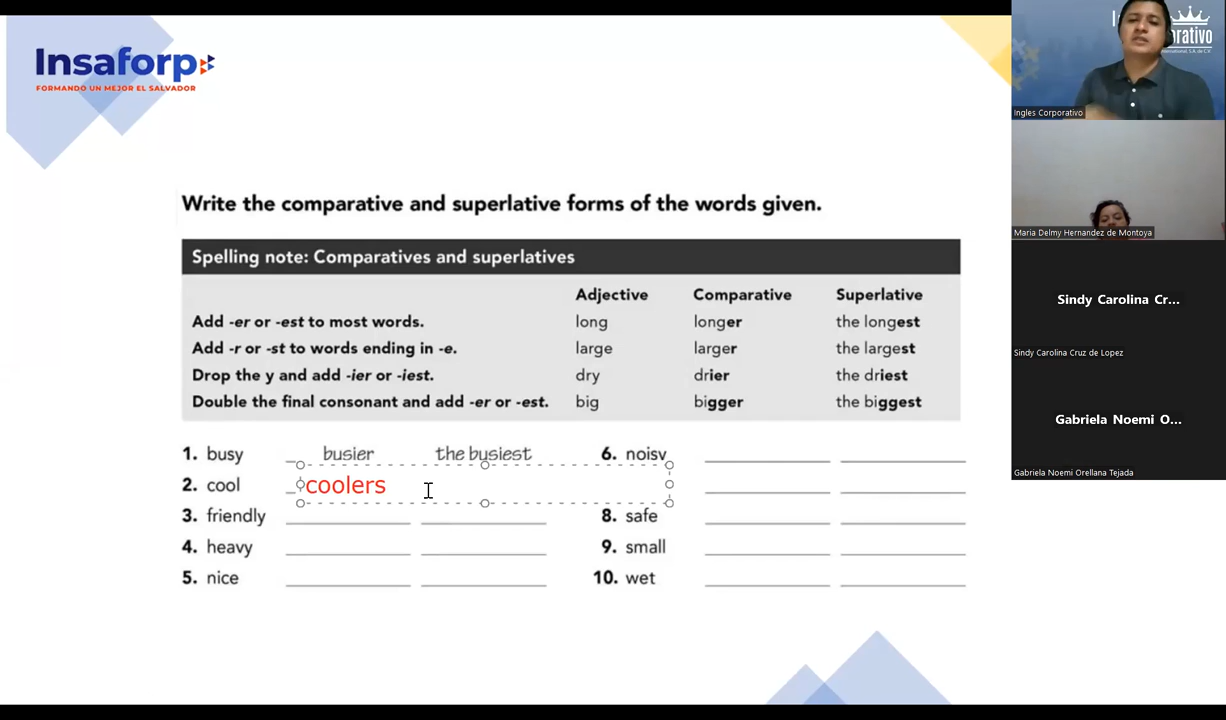 Insaforp
FORMANDO UN MEJOR EL SALVADOR
Write the comparative and superlative forms of the words given.
Spelling note: Comparatives and superlatives
Adjective Comparative Superlative
Add -er or -est to most words. long longer the longest
Add -r or -st to words ending in -e. large larger the largest
Drop the y and add -ier or -iest. dry drier the driest
Double the final consonant and add -er or -est. big bigger the biggest
1. busy busier the busiest
2. cool coolers
3. friendly
4. heavy
5. nice
6. noisy
8. safe
9. small
10. wet
Ingles Corporativo
Maria Delmy Hernandez de Montoya
Sindy Carolina Cr...
Sindy Carolina Cruz de Lopez
Gabriela Noemi O...
Gabriela Noemi Orellana Tejada